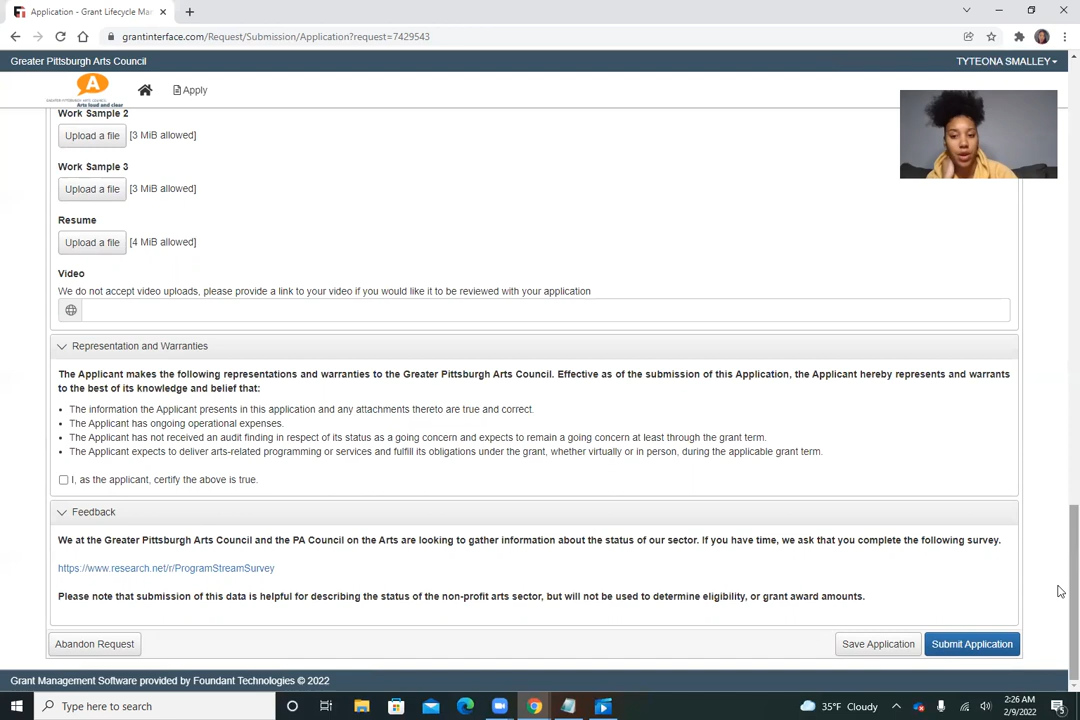 Application - Grant Lifecycle Ma
grantinterface.com/Request/Submission/Application?request=7429543
Greater Pittsburgh Arts Council
TYTEONA SMALLEY
A
GREATER PITTSBURGH ARTS COUNCIL
Arts loud and clear
Apply
Work Sample 2
Upload a file [3 MiB allowed]
Work Sample 3
Upload a file [3 MiB allowed]
Resume
Upload a file [4 MiB allowed]
Video
We do not accept video uploads, please provide a link to your video if you would like it to be reviewed with your application
Representation and Warranties
The Applicant makes the following representations and warranties to the Greater Pittsburgh Arts Council. Effective as of the submission of this Application, the Applicant hereby represents and warrants
to the best of its knowledge and belief that:
• The information the Applicant presents in this application and any attachments thereto are true and correct.
• The Applicant has ongoing operational expenses.
• The Applicant has not received an audit finding in respect of its status as a going concern and expects to remain a going concern at least through the grant term.
• The Applicant expects to deliver arts-related programming or services and fulfill its obligations under the grant, whether virtually or in person, during the applicable grant term.
I, as the applicant, certify the above is true.
Feedback
We at the Greater Pittsburgh Arts Council and the PA Council on the Arts are looking to gather information about the status of our sector. If you have time, we ask that you complete the following survey.
https://www.research.net/r/ProgramStreamSurvey
Please note that submission of this data is helpful for describing the status of the non-profit arts sector, but will not be used to determine eligibility, or grant award amounts.
Abandon Request
Save Application
Submit Application
Grant Management Software provided by Foundant Technologies © 2022
Type here to search
35°F Cloudy
2:26 AM
2/9/2022
5